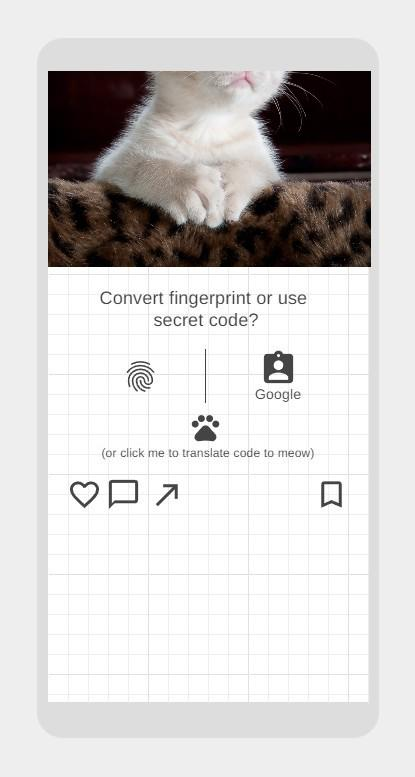 Convert fingerprint or use
secret code?
Google
(or click me to translate code to meow)